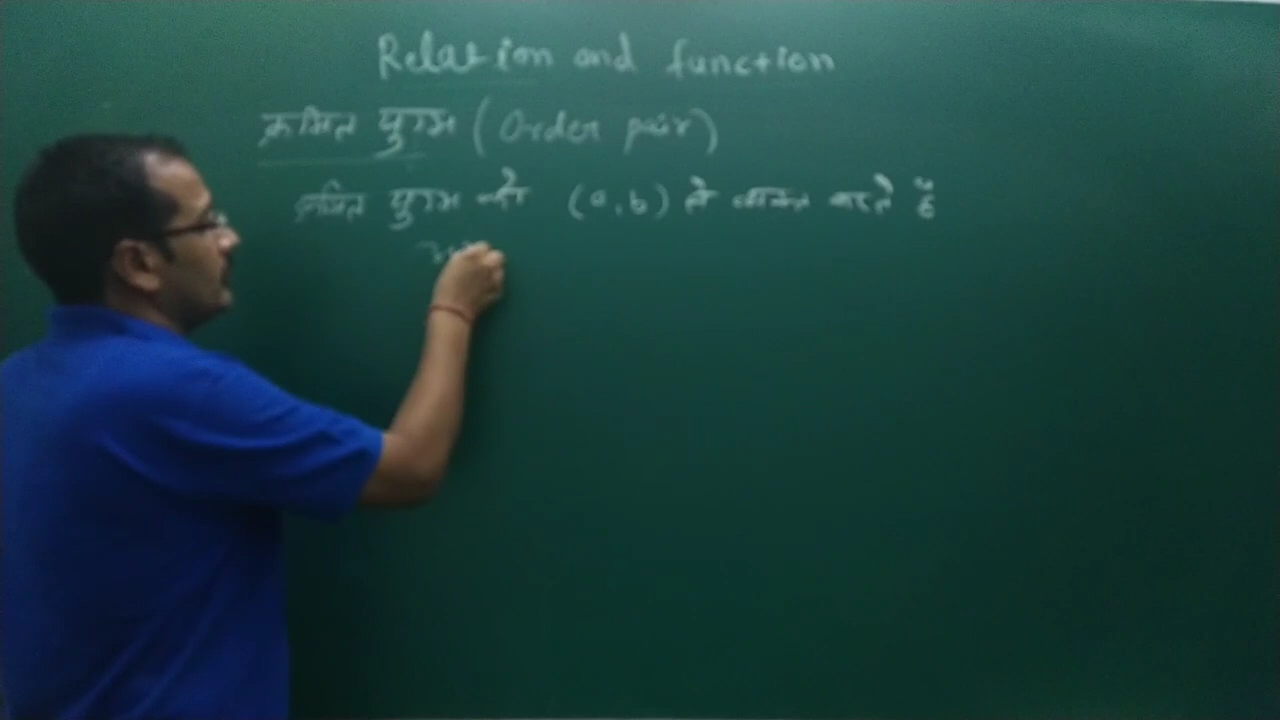 Relation and function
क्रमित युग्म (Order pair)
क्रमित युग्म को (a,b) से व्यक्त करते हैं